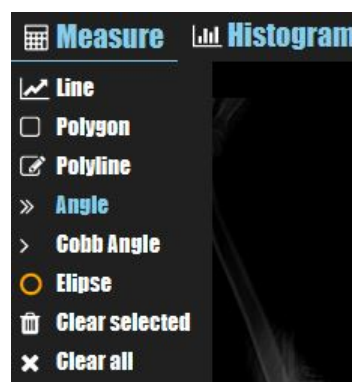 Measure Histogram
Line
Polygon
Polyline
Angle
Cobb Angle
Elipse
Clear selected
Clear all